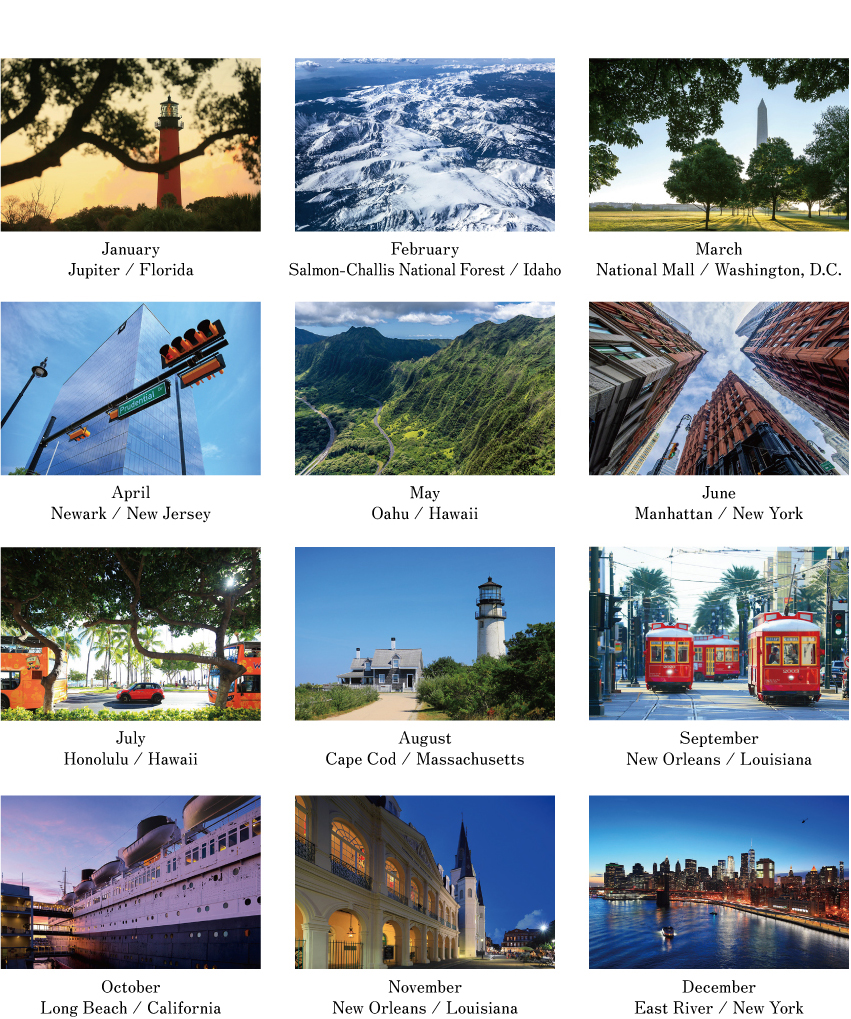 January
Jupiter / Florida
February
Salmon-Challis National Forest / Idaho
March
National Mall / Washington, D.C.
Prudential Dr
April
Newark / New Jersey
May
Oahu / Hawaii
June
Manhattan / New York
July
Honolulu / Hawaii
August
Cape Cod / Massachusetts
September
New Orleans / Louisiana
October
Long Beach / California
November
New Orleans / Louisiana
December
East River / New York